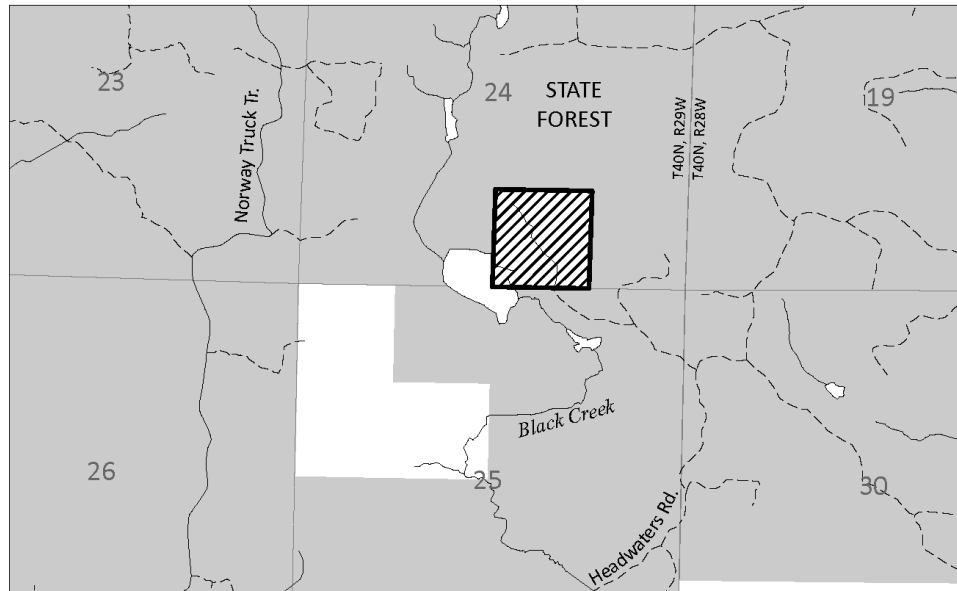 23
24
STATE
FOREST
19
Norway Truck Tr.
T40N, R29W
T40N, R28W
Black Creek
26
25
30
Headwaters Rd.